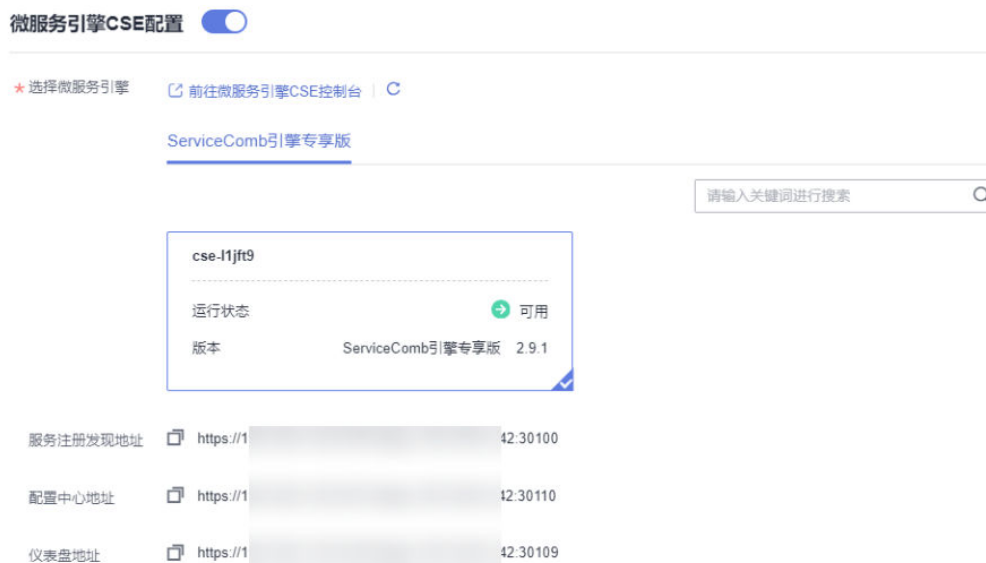 微服务引擎CSE配置
* 选择微服务引擎 前往微服务引擎CSE控制台
ServiceComb引擎专享版
请输入关键词进行搜索
cse-l1jft9
运行状态 可用
版本 ServiceComb引擎专享版 2.9.1
服务注册发现地址 https://1 42:30100
配置中心地址 https://1 42:30110
仪表盘地址 https://1 42:30109